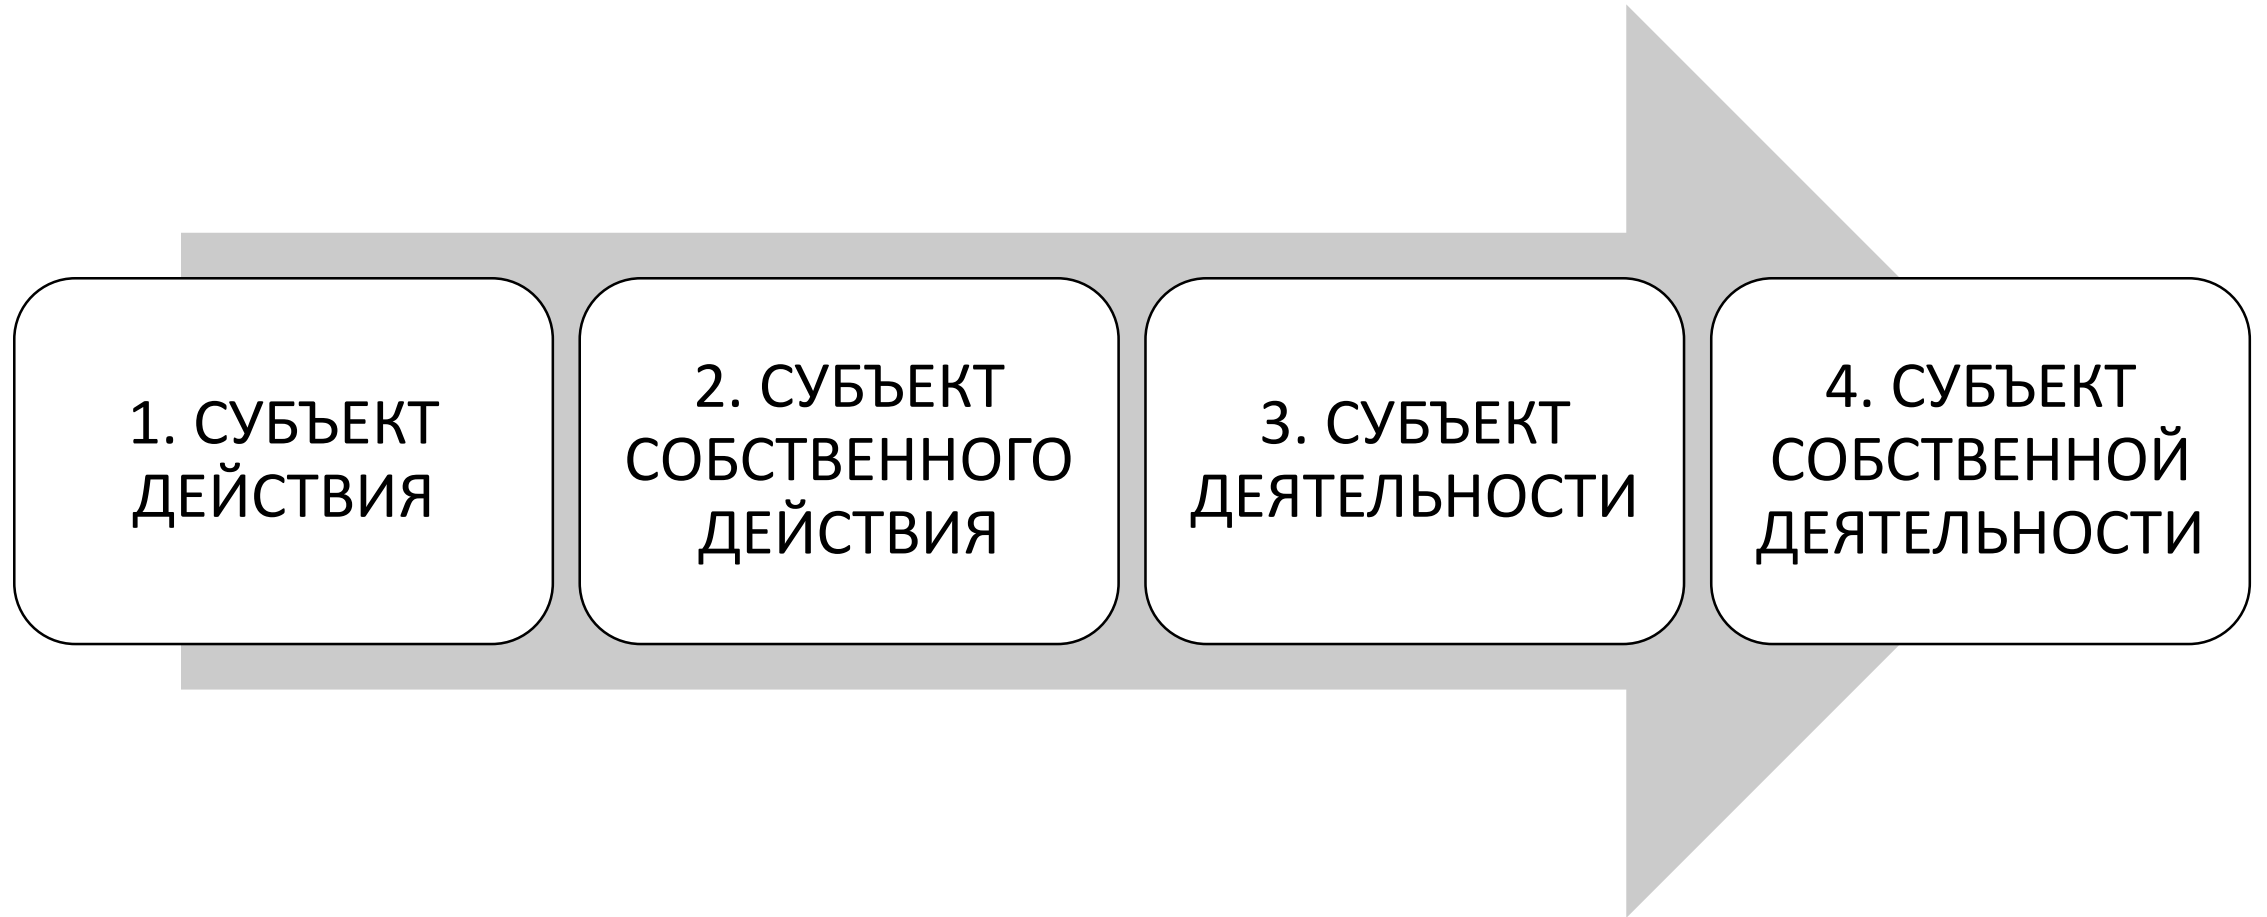 1. СУБЪЕКТ
ДЕЙСТВИЯ
2. СУБЪЕКТ
СОБСТВЕННОГО
ДЕЙСТВИЯ
3. СУБЪЕКТ
ДЕЯТЕЛЬНОСТИ
4. СУБЪЕКТ
СОБСТВЕННОЙ
ДЕЯТЕЛЬНОСТИ